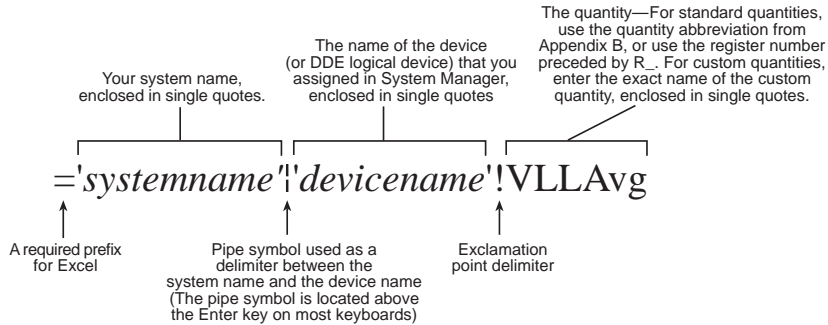 The quantity—For standard quantities,
use the quantity abbreviation from
Appendix B, or use the register number
preceded by R_. For custom quantities,
enter the exact name of the custom
quantity, enclosed in single quotes.
The name of the device
(or DDE logical device) that you
assigned in System Manager,
enclosed in single quotes
Your system name,
enclosed in single quotes.
='systemname'¦'devicename'!VLLAvg
A required prefix
for Excel
Pipe symbol used as a
delimiter between the
system name and the device name
(The pipe symbol is located above
the Enter key on most keyboards)
Exclamation
point delimiter